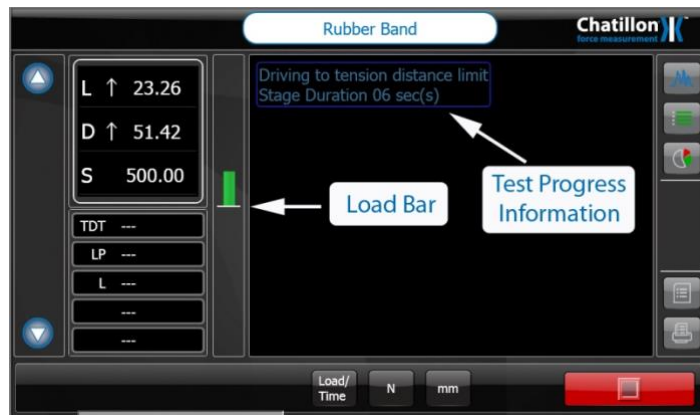 Rubber Band
Chatillon
force measurement
L ↑ 23.26
D ↑ 51.42
S 500.00
TDT ---
LP ---
L ---
---
---
Driving to tension distance limit
Stage Duration 06 sec(s)
Load Bar
Test Progress
Information
Load/
Time
N
mm